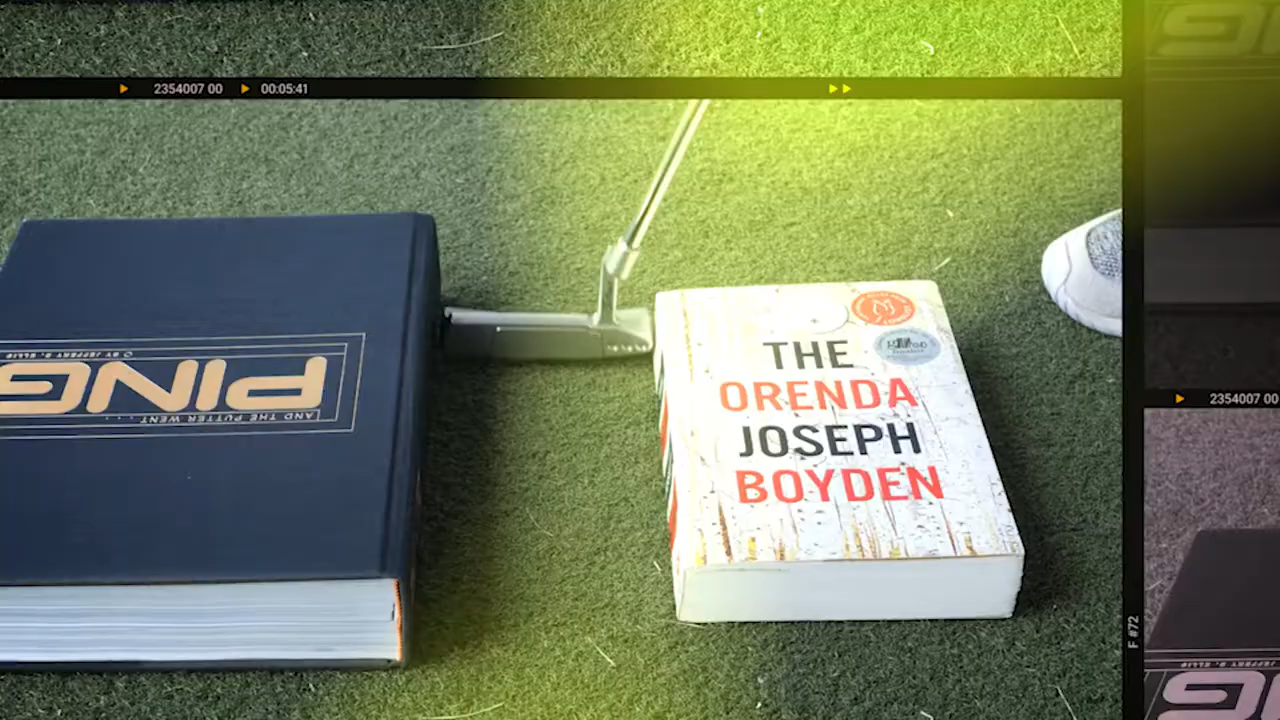 2354007 00
00:05:41
THE
ORENDA
JOSEPH
BOYDEN
PING
AND THE PUTTER WENT....
© BY JEFFERY B. ELLIS
2354007 00
F #72